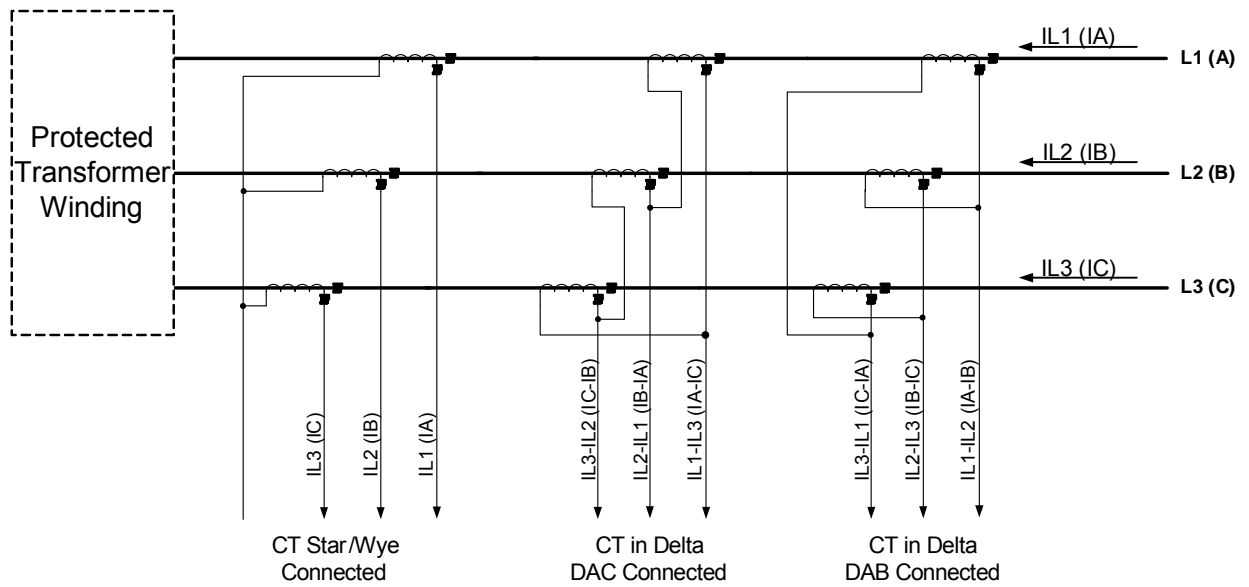 IL1 (IA)
L1 (A)
Protected
Transformer
Winding
IL2 (IB)
L2 (B)
IL3 (IC)
L3 (C)
IL3 (IC)
IL2 (IB)
IL1 (IA)
IL3-IL2 (IC-IB)
IL2-IL1 (IB-IA)
IL1-IL3 (IA-IC)
IL3-IL1 (IC-IA)
IL2-IL3 (IB-IC)
IL1-IL2 (IA-IB)
CT Star/Wye
Connected
CT in Delta
DAC Connected
CT in Delta
DAB Connected